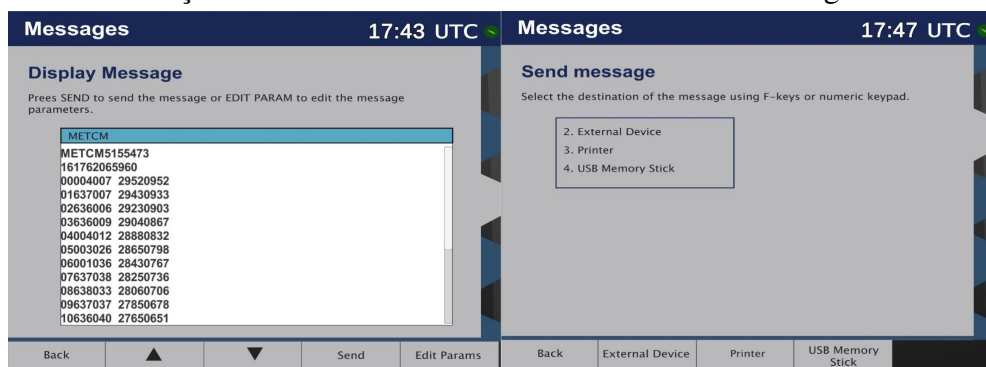 Messages
17:43 UTC
Display Message
Prees SEND to send the message or EDIT PARAM to edit the message
parameters.
METCM
METCM5155473
161762065960
00004007 29520952
01637007 29430933
02636006 29230903
03636009 29040867
04004012 28880832
05003026 28650798
06001036 28430767
07637038 28250736
08638033 28060706
09637037 27850678
10636040 27650651
Back
Send
Edit Params
Messages
17:47 UTC
Send message
Select the destination of the message using F-keys or numeric keypad.
2. External Device
3. Printer
4. USB Memory Stick
Back
External Device
Printer
USB Memory
Stick